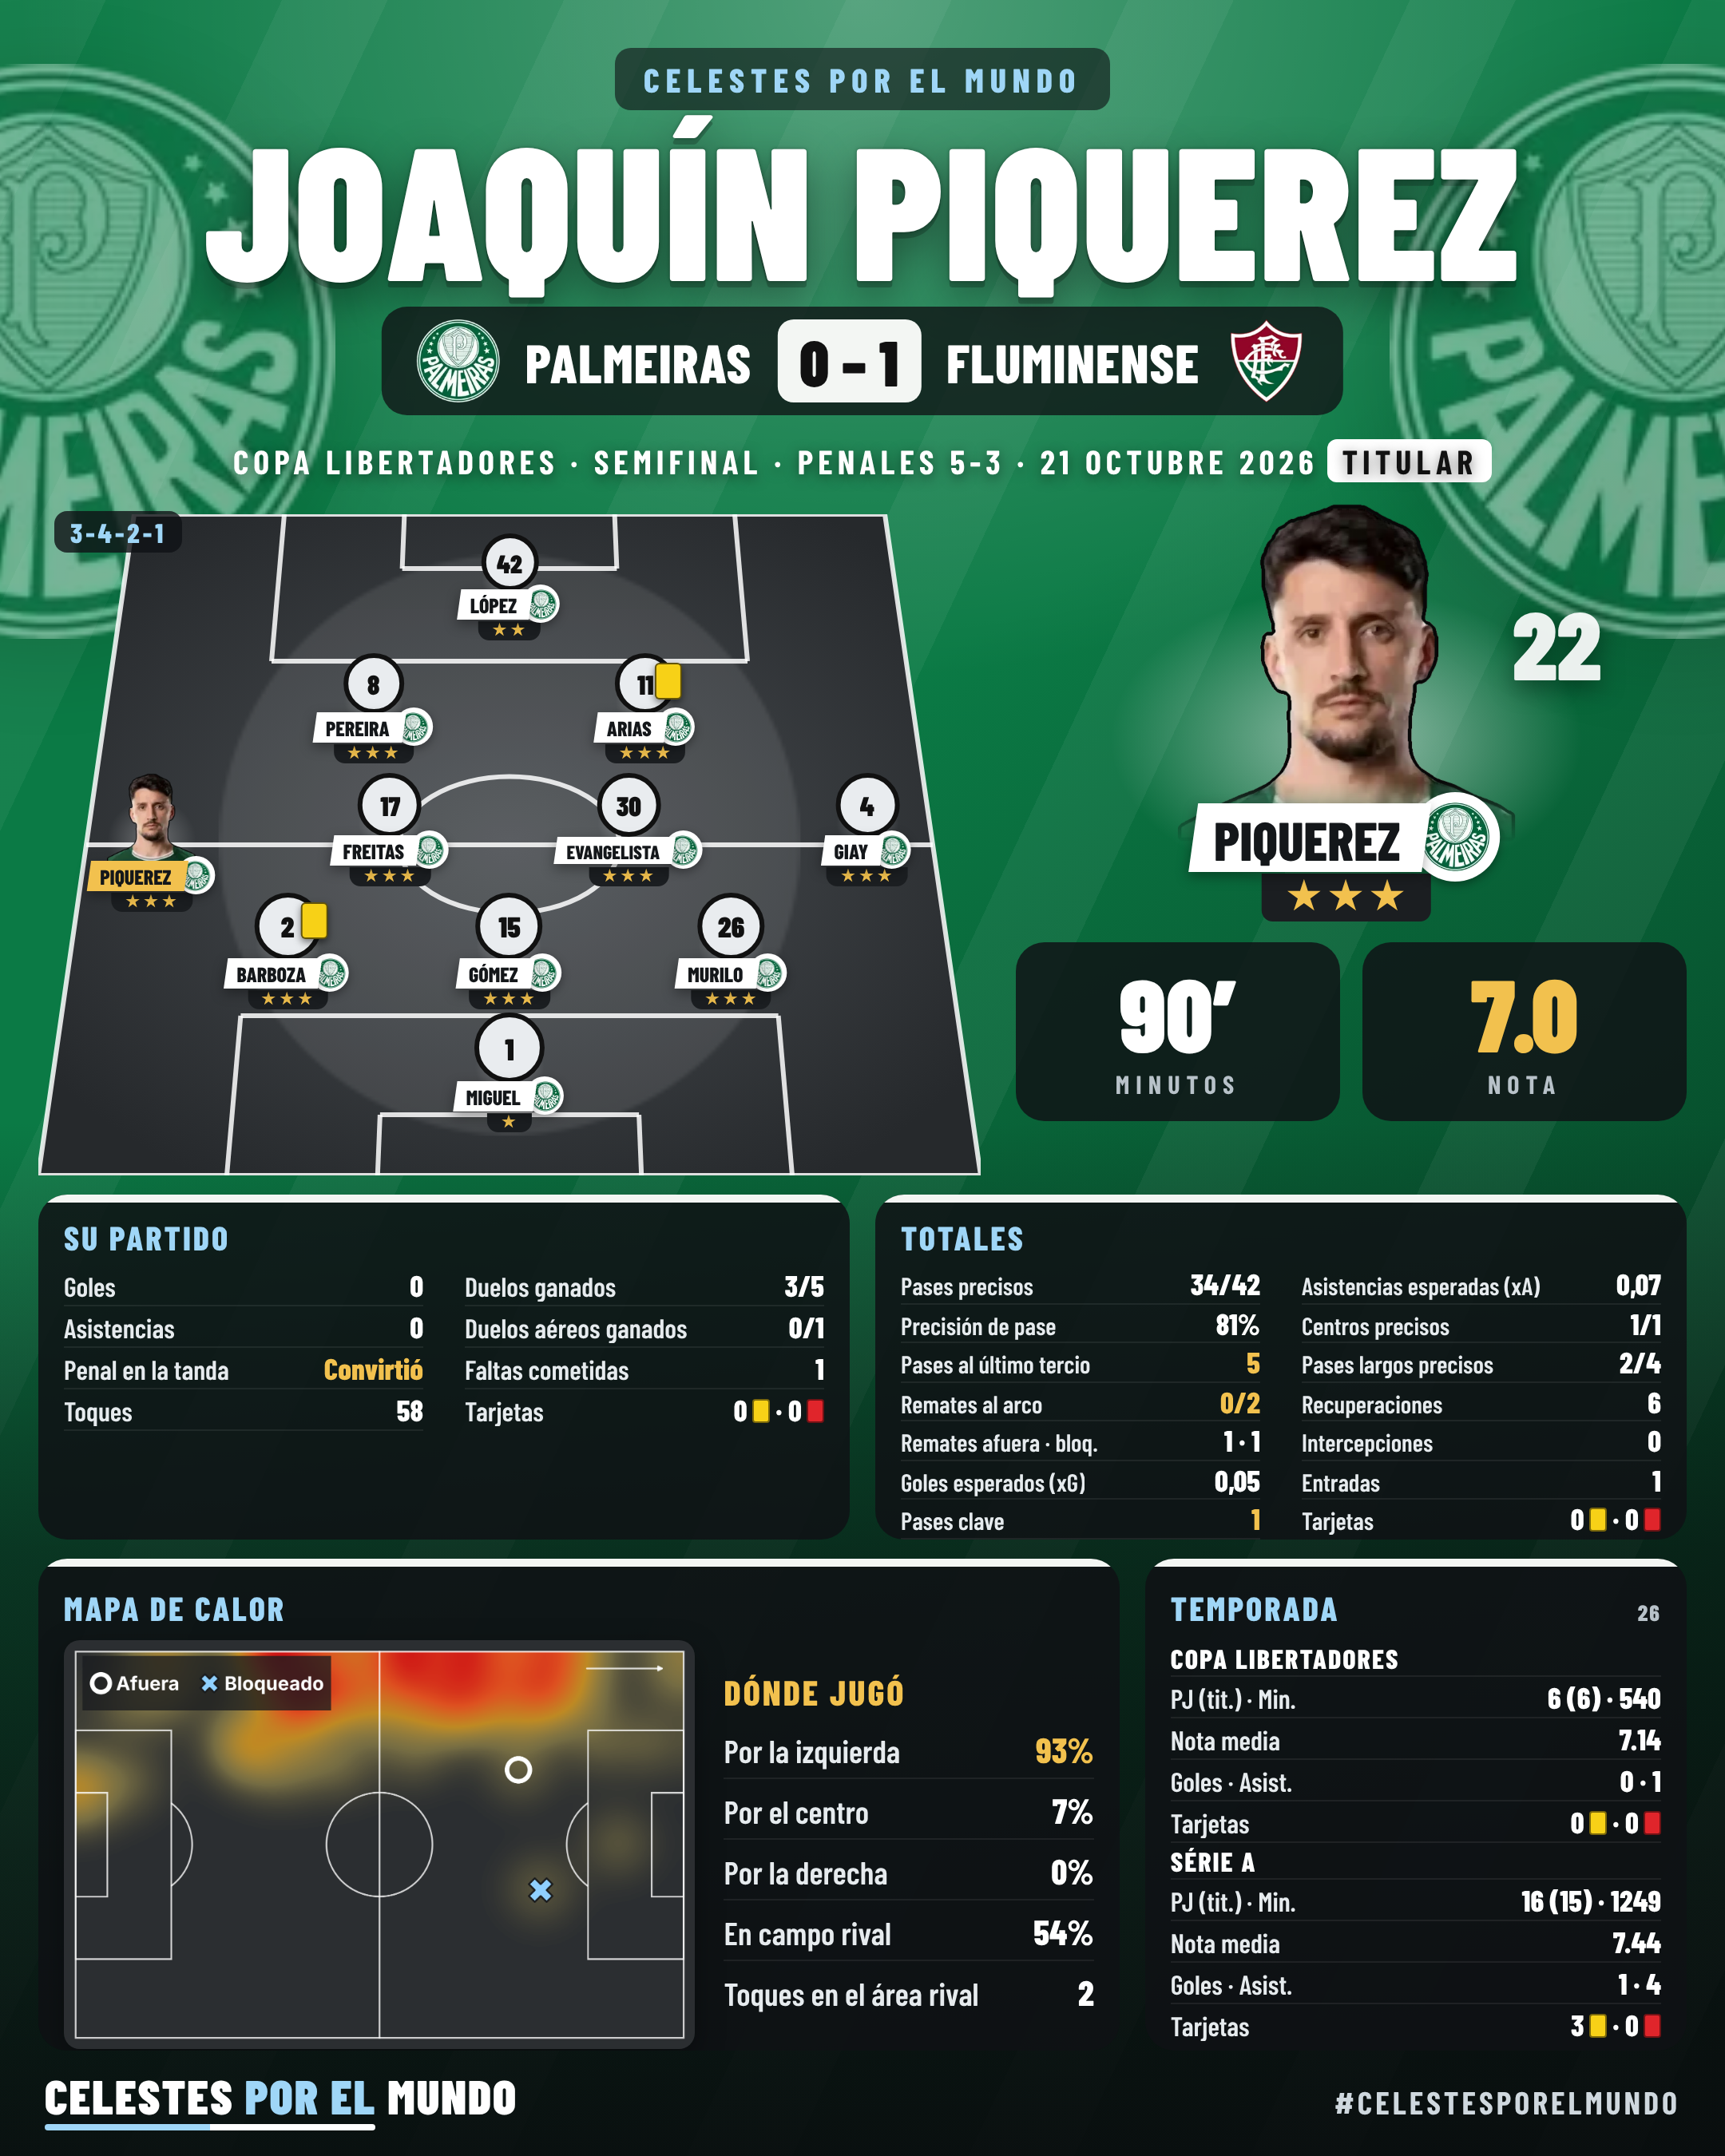 CELESTES POR EL MUNDO
JOAQUÍN PIQUEREZ
PALMEIRAS 0 - 1 FLUMINENSE
COPA LIBERTADORES · SEMIFINAL · PENALES 5-3 · 21 OCTUBRE 2026 TITULAR
3-4-2-1
42
LÓPEZ
8
PEREIRA
11
ARIAS
17
FREITAS
30
EVANGELISTA
4
GIAY
PIQUEREZ
2
BARBOZA
15
GÓMEZ
26
MURILO
1
MIGUEL
22
PIQUEREZ
PALMEIRAS
90'
MINUTOS
7.0
NOTA
SU PARTIDO
Goles 0
Asistencias 0
Penal en la tanda Convirtió
Toques 58
Duelos ganados 3/5
Duelos aéreos ganados 0/1
Faltas cometidas 1
Tarjetas 0 · 0
TOTALES
Pases precisos 34/42
Precisión de pase 81%
Pases al último tercio 5
Remates al arco 0/2
Remates afuera · bloq. 1 · 1
Goles esperados (xG) 0,05
Pases clave 1
Asistencias esperadas (xA) 0,07
Centros precisos 1/1
Pases largos precisos 2/4
Recuperaciones 6
Intercepciones 0
Entradas 1
Tarjetas 0 · 0
MAPA DE CALOR
Afuera Bloqueado
DÓNDE JUGÓ
Por la izquierda 93%
Por el centro 7%
Por la derecha 0%
En campo rival 54%
Toques en el área rival 2
TEMPORADA 26
COPA LIBERTADORES
PJ (tit.) · Min. 6 (6) · 540
Nota media 7.14
Goles · Asist. 0 · 1
Tarjetas 0 · 0
SÉRIE A
PJ (tit.) · Min. 16 (15) · 1249
Nota media 7.44
Goles · Asist. 1 · 4
Tarjetas 3 · 0
CELESTES POR EL MUNDO
#CELESTESPORELMUNDO